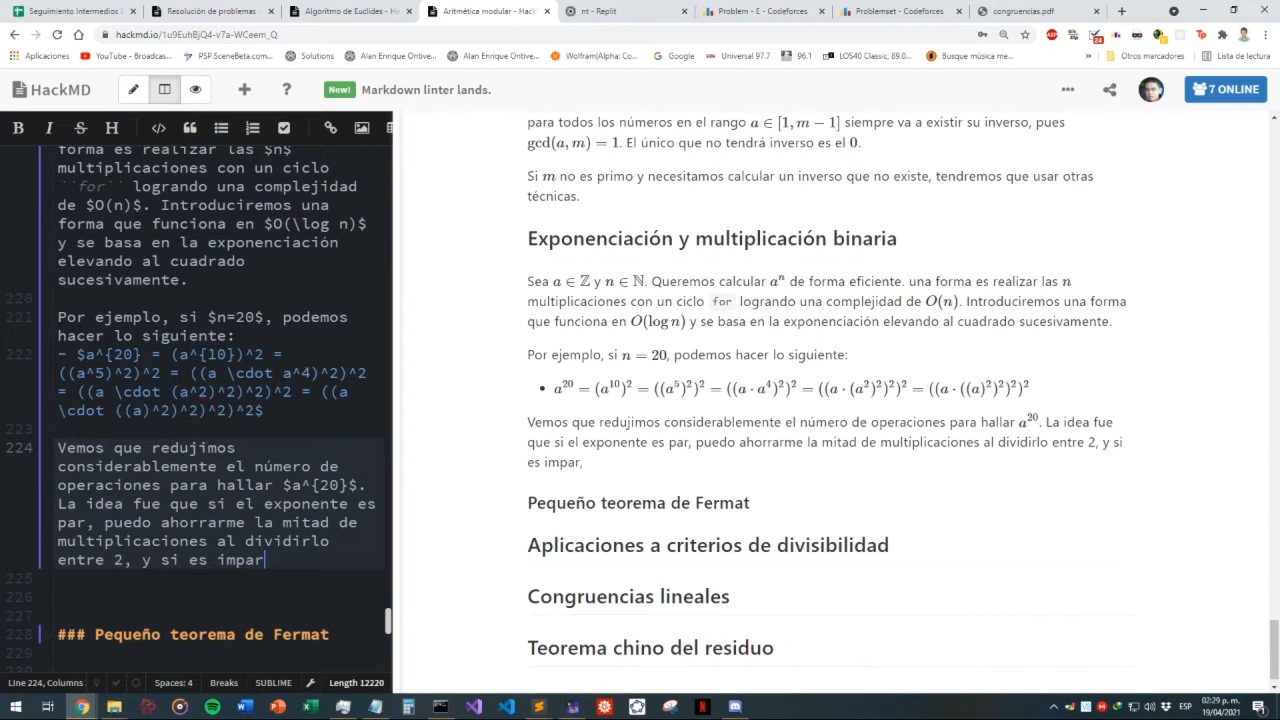 Seguimiento Intermedios
Resolución de problemas
Algoritmo de Euclides - Ha
Aritmética modular - Hack
nt - Replit
Problem - E - Codeforces
Problemset - Codeforces
congruencias.pdf
hackmd.io/1u9EuhBjQ4-v7a-WCeem_Q
Aplicaciones
YouTube - Broadcas...
PSP.SceneBeta.com...
Solutions
Alan Enrique Ontive...
Alan Enrique Ontive...
Wolfram|Alpha: Co...
Google
Universal 97.7
96.1
LOS40 Classic, 89.0...
Busque música me...
Otros marcadores
Lista de lectura
HackMD
New!
Markdown linter lands.
7 ONLINE
forma es realizar las $n$
multiplicaciones con un ciclo
``for`` logrando una complejidad
de $O(n)$. Introduciremos una
forma que funciona en $O(\log n)$
y se basa en la exponenciación
elevando al cuadrado
sucesivamente.
220
221 Por ejemplo, si $n=20$, podemos
hacer lo siguiente:
222 - $a^{20} = (a^{10})^2 =
((a^5)^2)^2 = ((a \cdot a^4)^2)^2
= ((a \cdot (a^2)^2)^2)^2 = ((a
\cdot ((a)^2)^2)^2)^2$
223
224 Vemos que redujimos
considerablemente el número de
operaciones para hallar $a^{20}$.
La idea fue que si el exponente es
par, puedo ahorrarme la mitad de
multiplicaciones al dividirlo
entre 2, y si es impar
225
226
227
228 ### Pequeño teorema de Fermat
229
Line 224, Columns
Spaces: 4
Breaks
SUBLIME
Length 12220
para todos los números en el rango a ∈ [1, m − 1] siempre va a existir su inverso, pues
gcd(a, m) = 1. El único que no tendrá inverso es el 0.
Si m no es primo y necesitamos calcular un inverso que no existe, tendremos que usar otras
técnicas.
Exponenciación y multiplicación binaria
Sea a ∈ ℤ y n ∈ ℕ. Queremos calcular aⁿ de forma eficiente. una forma es realizar las n
multiplicaciones con un ciclo for logrando una complejidad de O(n). Introduciremos una forma
que funciona en O(log n) y se basa en la exponenciación elevando al cuadrado sucesivamente.
Por ejemplo, si n = 20, podemos hacer lo siguiente:
• a²⁰ = (a¹⁰)² = ((a⁵)²)² = ((a · a⁴)²)² = ((a · (a²)²)²)² = ((a · ((a)²)²)²)²
Vemos que redujimos considerablemente el número de operaciones para hallar a²⁰. La idea fue
que si el exponente es par, puedo ahorrarme la mitad de multiplicaciones al dividirlo entre 2, y si
es impar,
Pequeño teorema de Fermat
Aplicaciones a criterios de divisibilidad
Congruencias lineales
Teorema chino del residuo
ESP
02:29 p. m.
19/04/2021